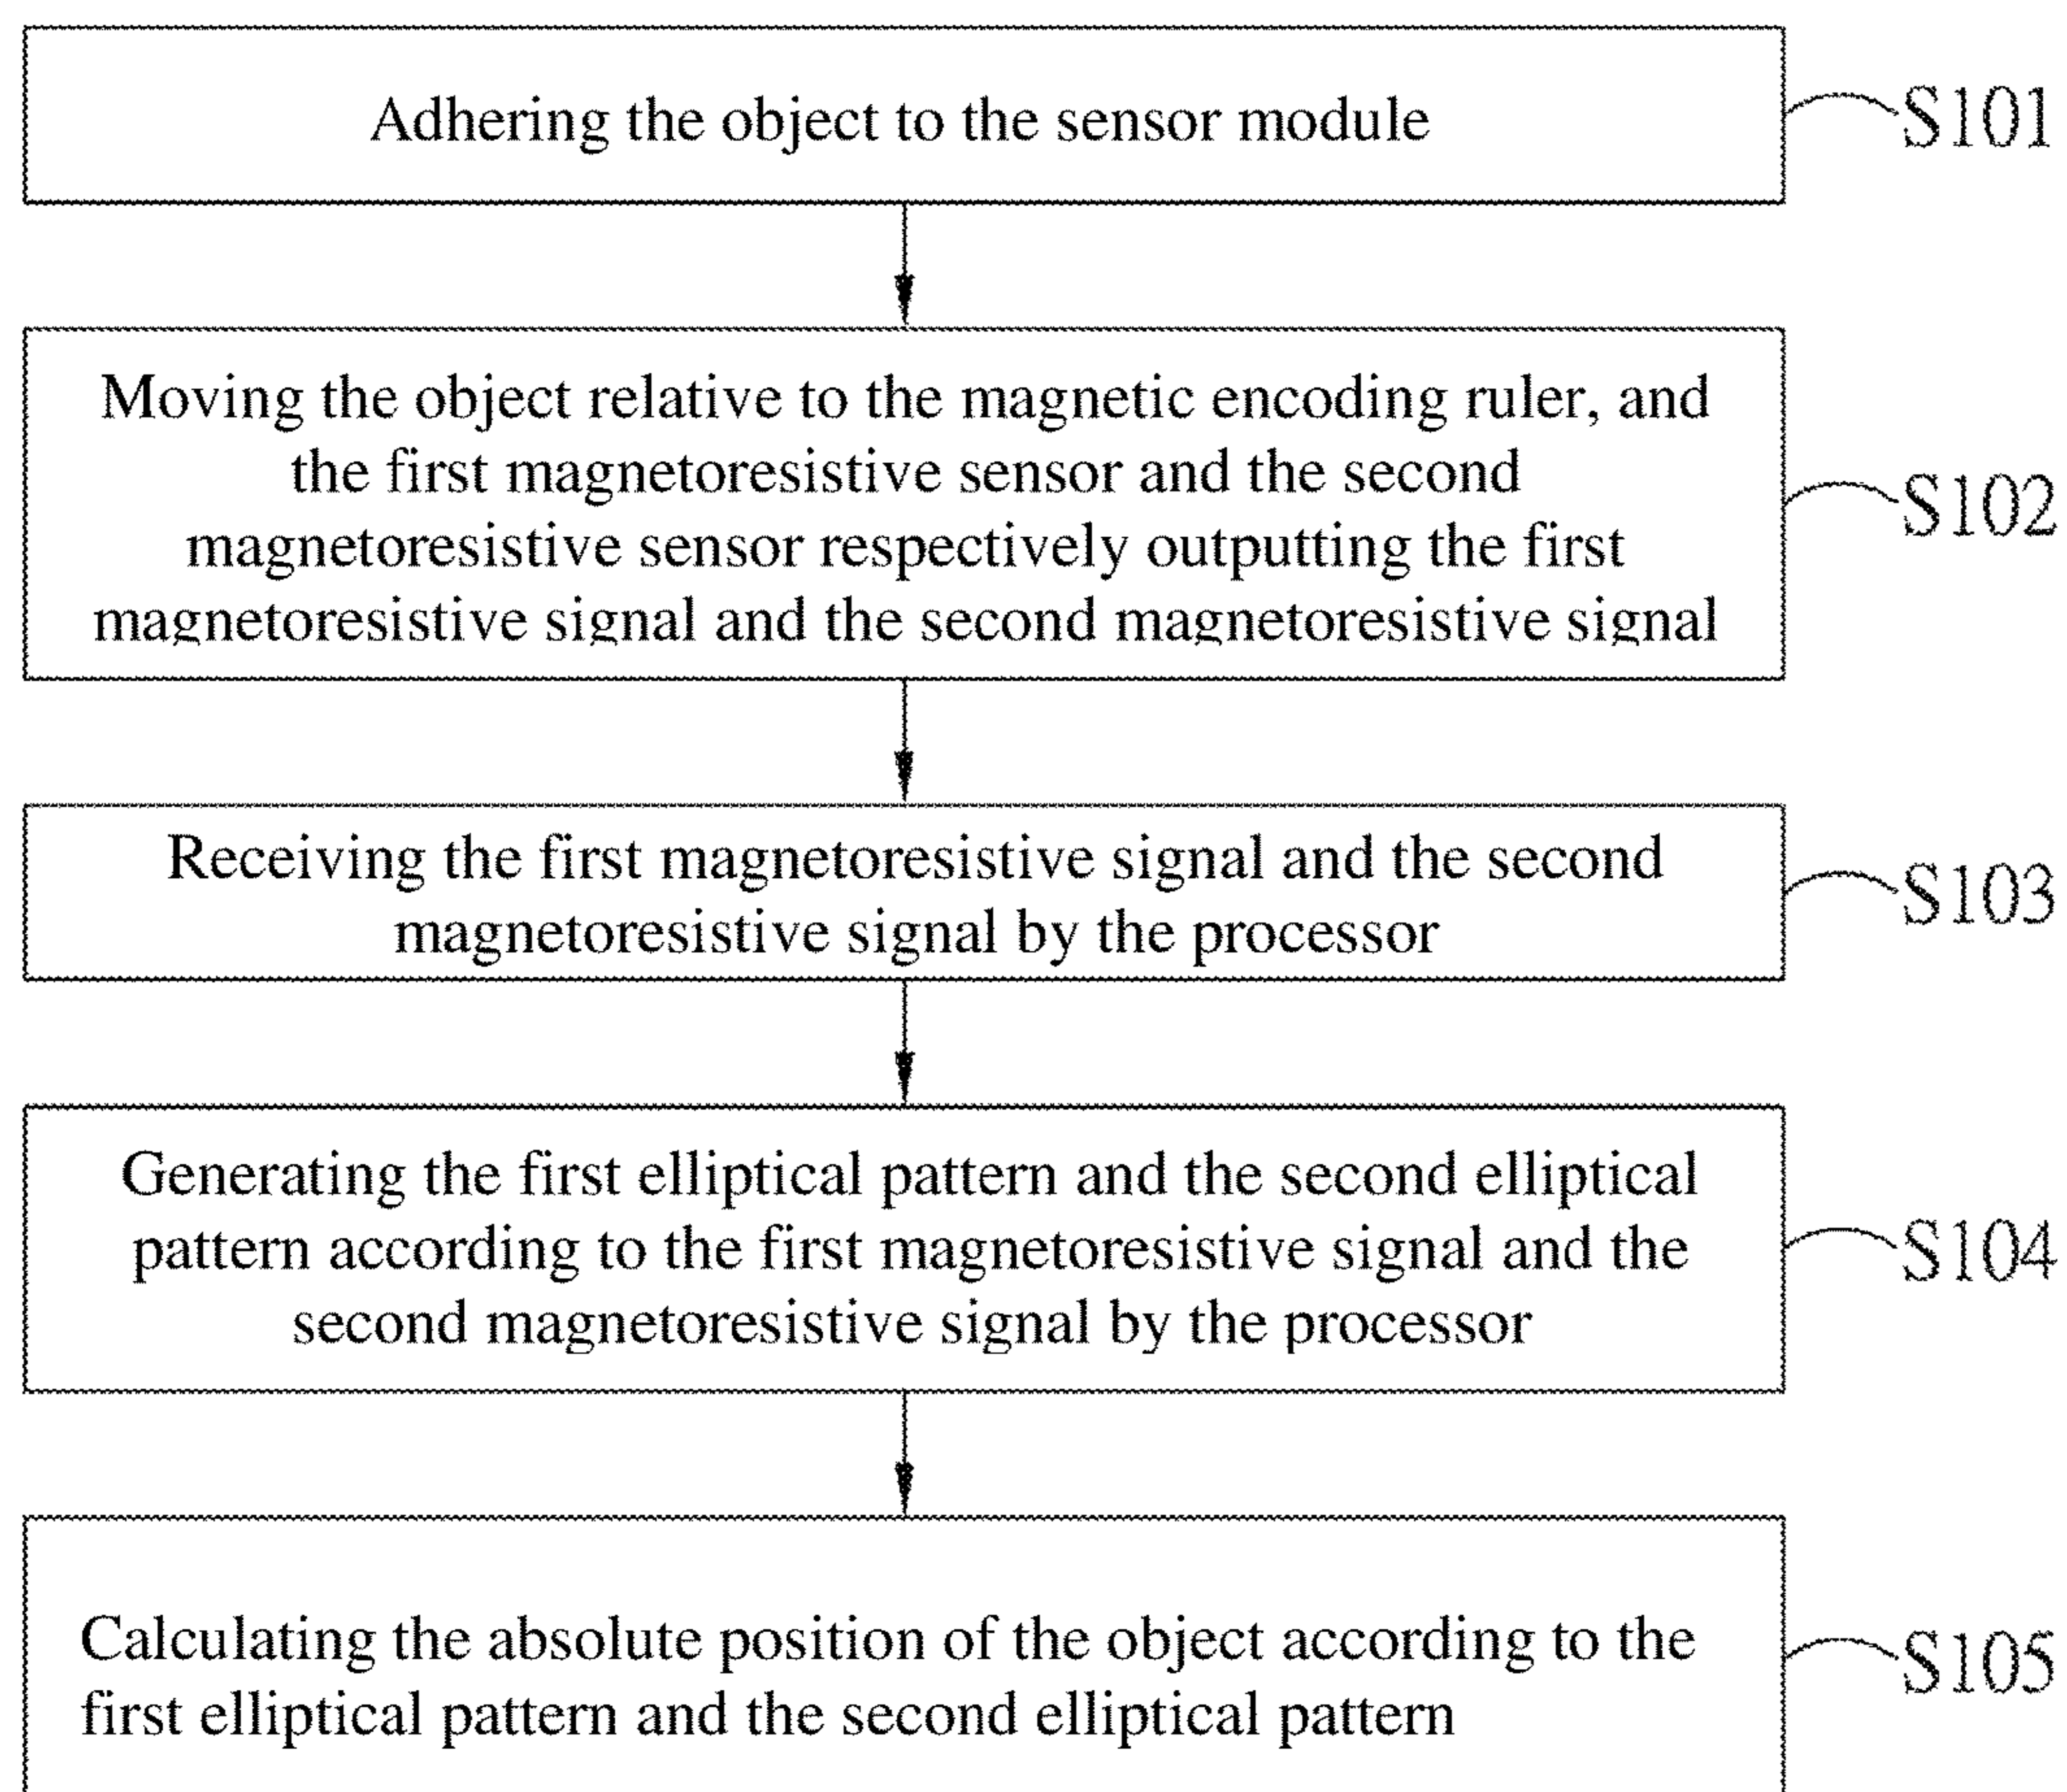 Adhering the object to the sensor module
S101
Moving the object relative to the magnetic encoding ruler, and
the first magnetoresistive sensor and the second
magnetoresistive sensor respectively outputting the first
magnetoresistive signal and the second magnetoresistive signal
S102
Receiving the first magnetoresistive signal and the second
magnetoresistive signal by the processor
S103
Generating the first elliptical pattern and the second elliptical
pattern according to the first magnetoresistive signal and the
second magnetoresistive signal by the processor
S104
Calculating the absolute position of the object according to the
first elliptical pattern and the second elliptical pattern
S105